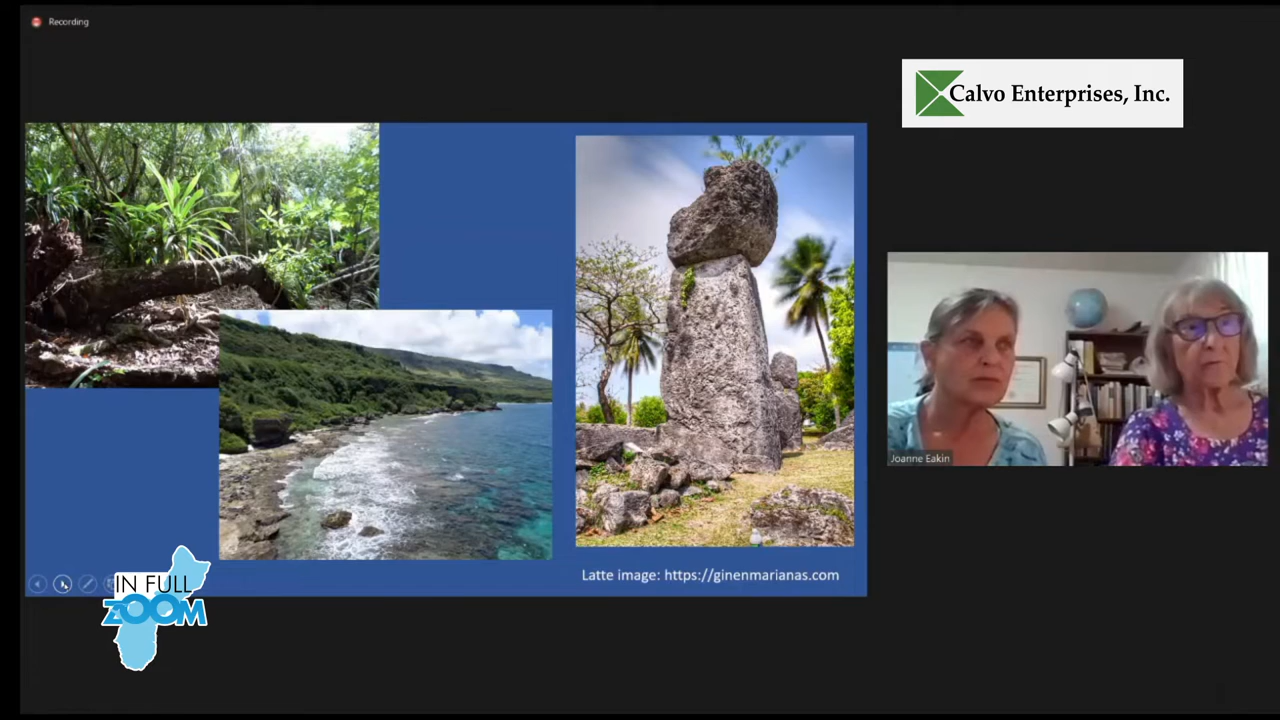 Recording
Calvo Enterprises, Inc.
Joanne Eakin
Latte image: https://ginenmarianas.com
IN FULL
ZOOM